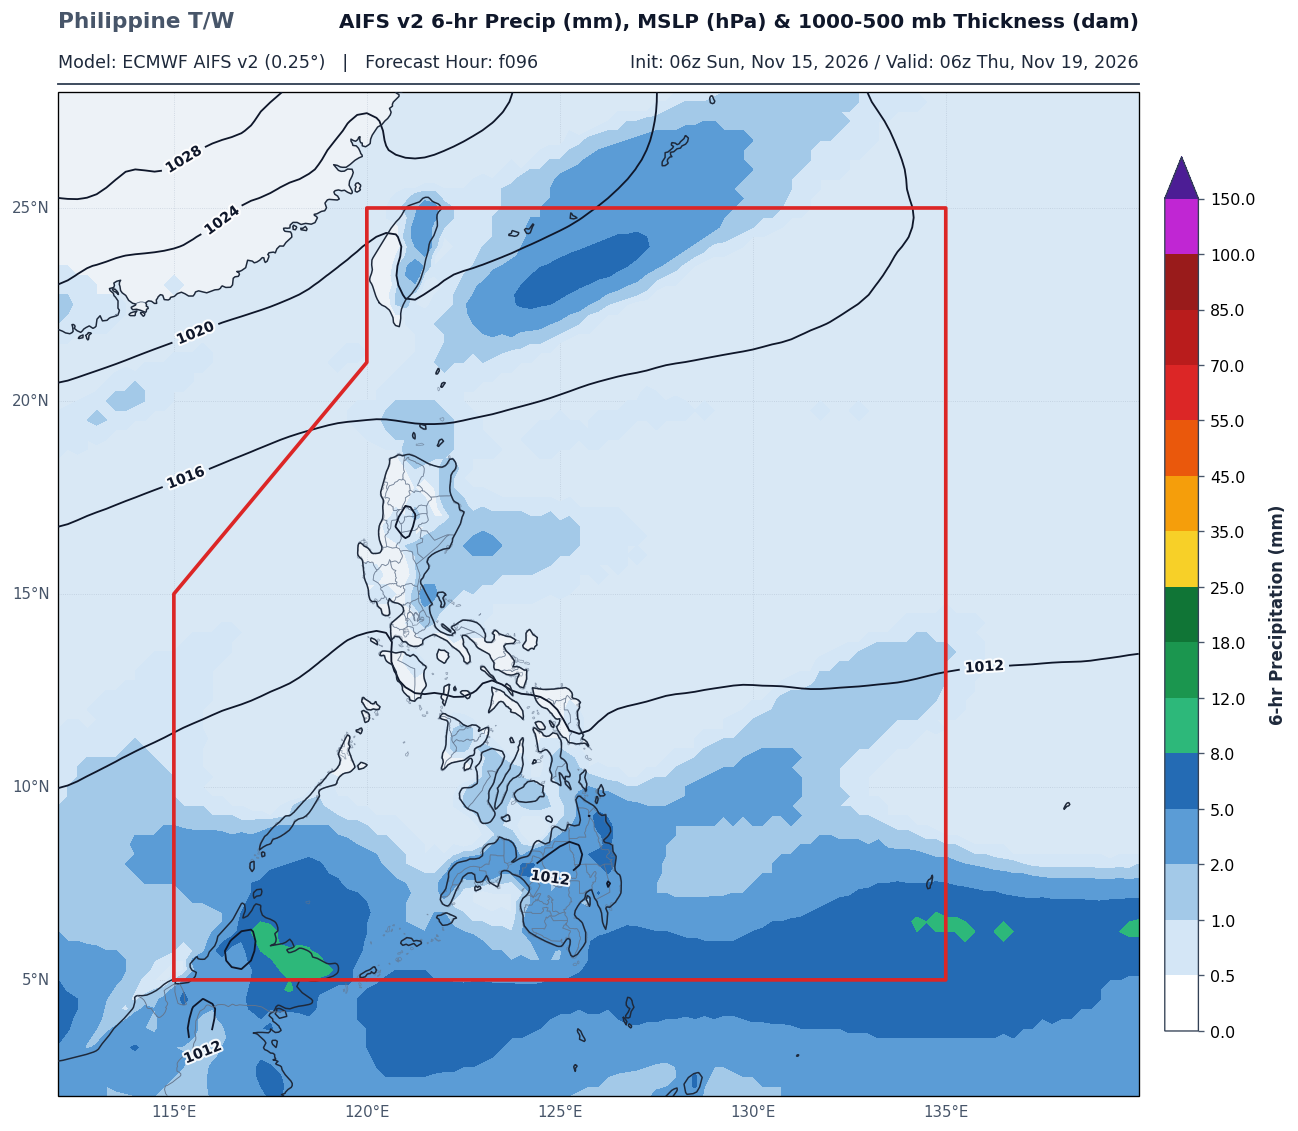 Philippine T/W
AIFS v2 6-hr Precip (mm), MSLP (hPa) & 1000-500 mb Thickness (dam)
Model: ECMWF AIFS v2 (0.25°) | Forecast Hour: f096
Init: 06z Sun, Nov 15, 2026 / Valid: 06z Thu, Nov 19, 2026
1028
1024
1020
1016
1012
1012
1012
25°N
20°N
15°N
10°N
5°N
115°E
120°E
125°E
130°E
135°E
150.0
100.0
85.0
70.0
55.0
45.0
35.0
25.0
18.0
12.0
8.0
5.0
2.0
1.0
0.5
0.0
6-hr Precipitation (mm)